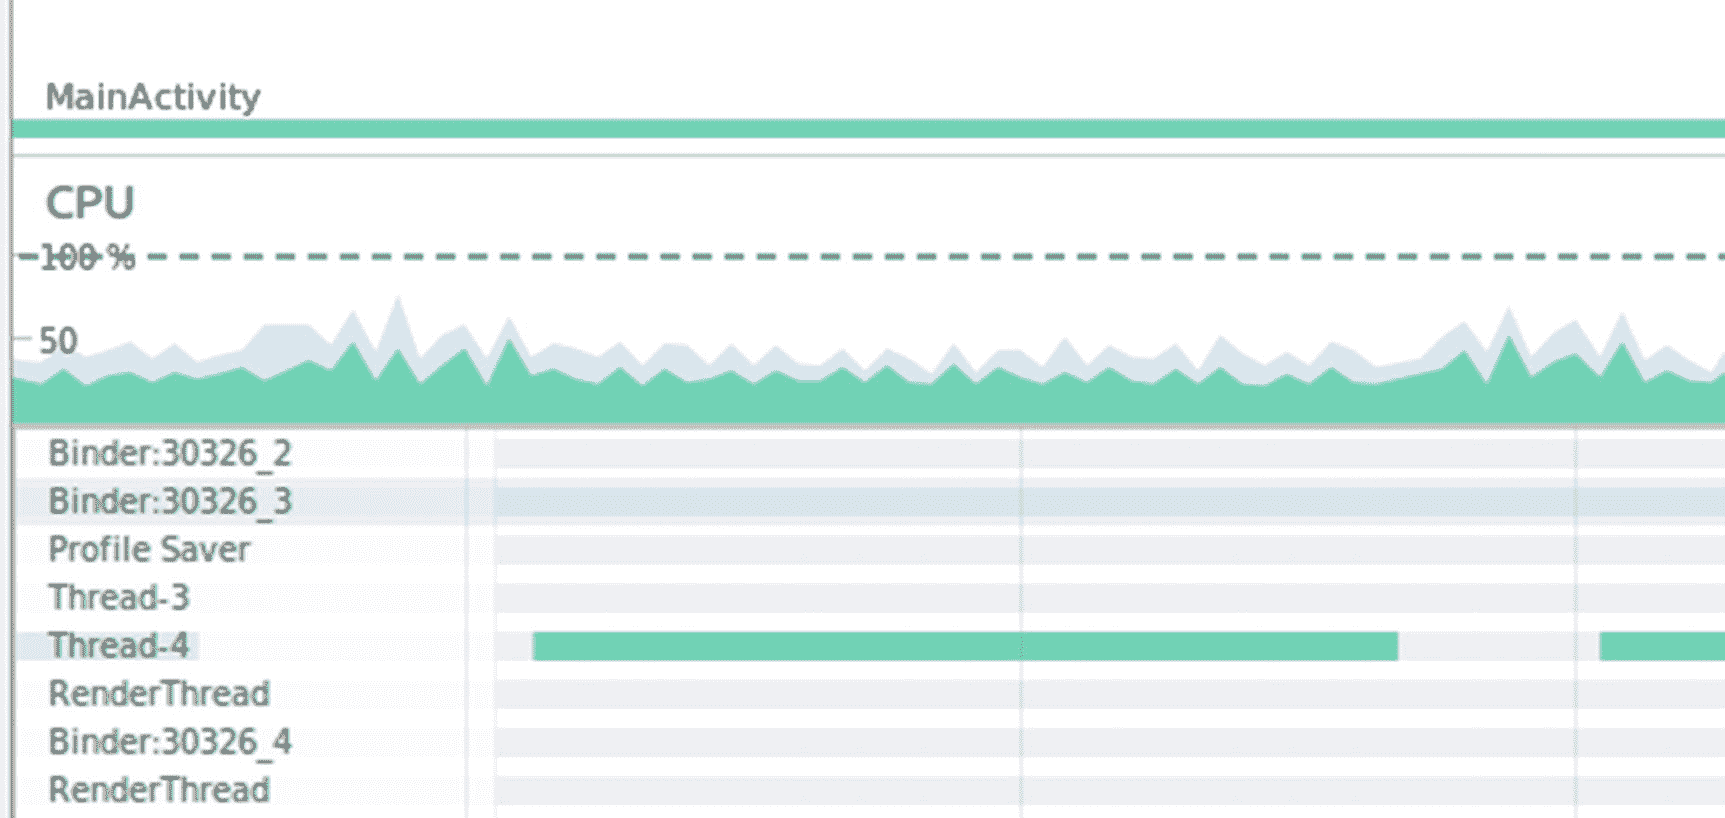 MainActivity
CPU
100 %
50
Binder:30326_2
Binder:30326_3
Profile Saver
Thread-3
Thread-4
RenderThread
Binder:30326_4
RenderThread